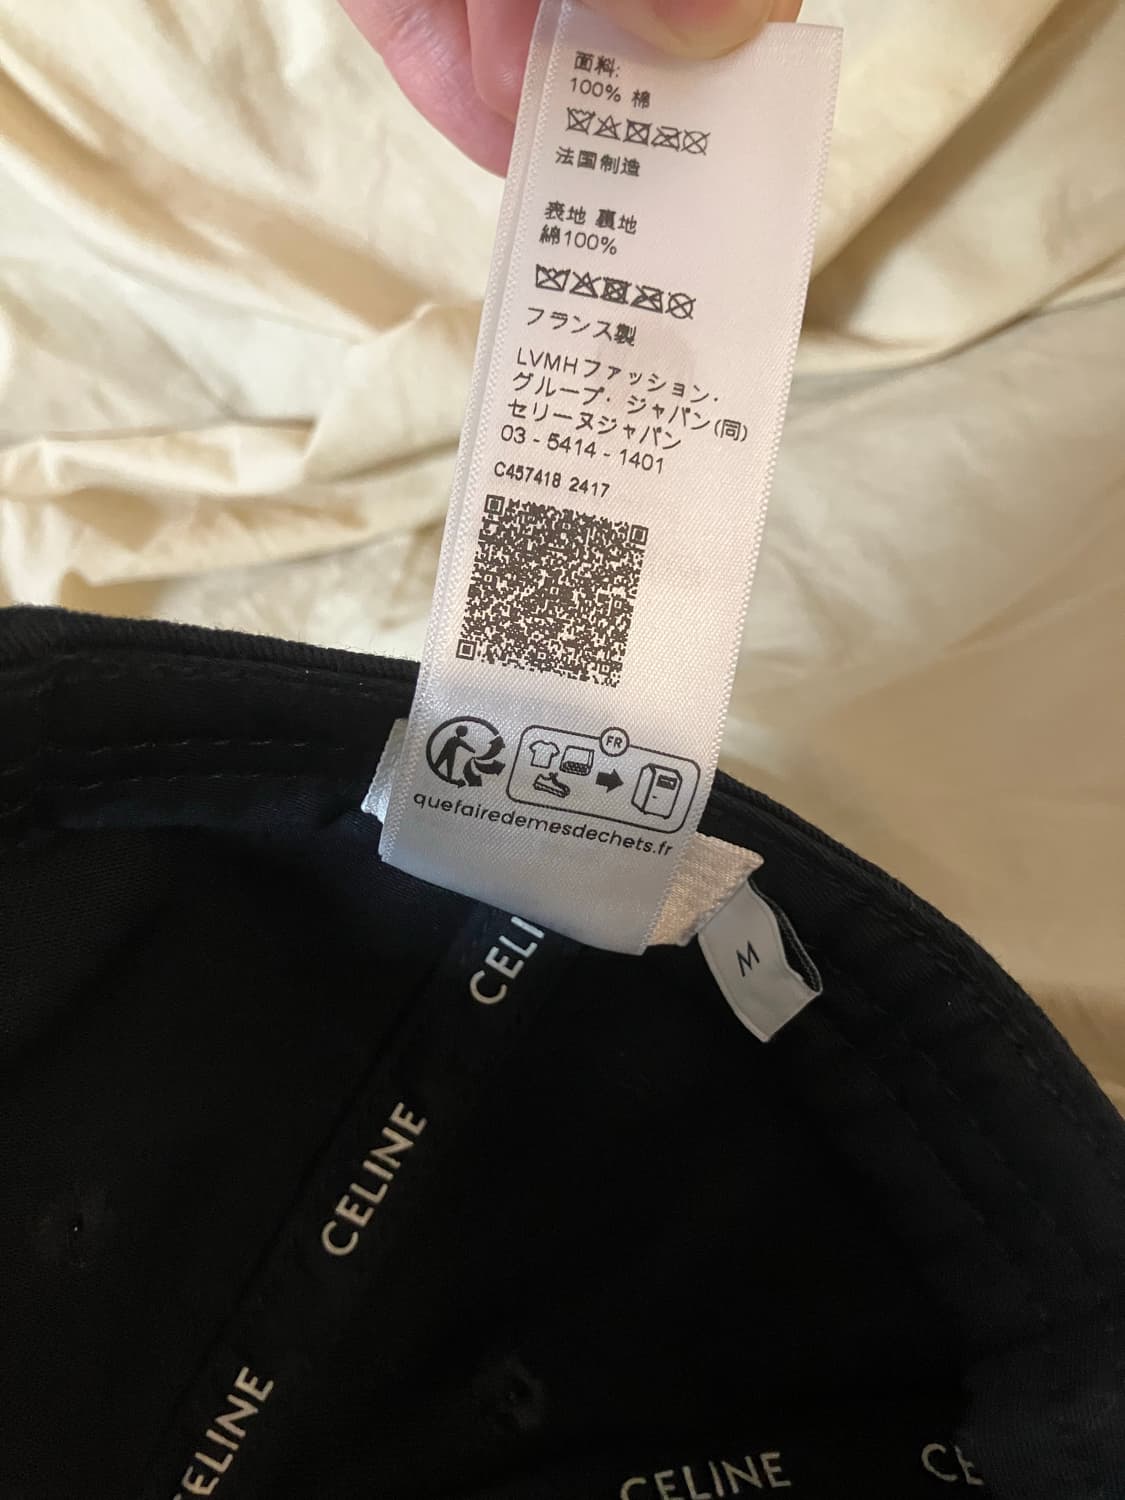 面料:
100% 棉
法国制造
表地 裏地
綿100%
フランス製
LVMHファッション・
グループ・ジャパン(同)
セリーヌジャパン
03 - 5414 - 1401
C457418 2417
FR
quefairedemesdechets.fr
M
CELI
CELINE
ELINE
CELINE
CE